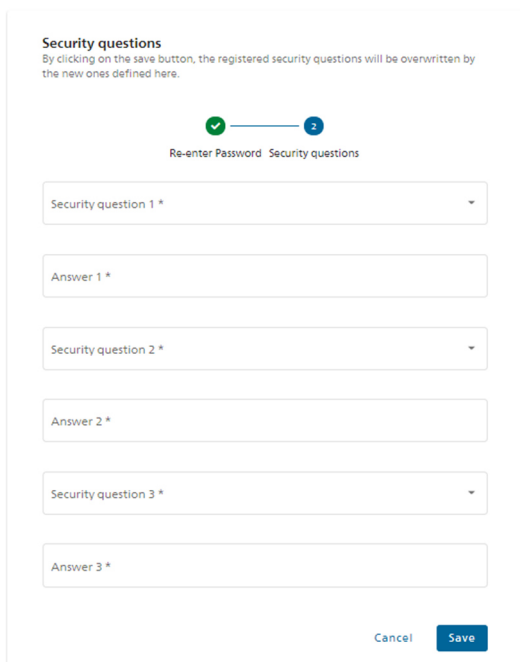 Security questions
By clicking on the save button, the registered security questions will be overwritten by
the new ones defined here.
2
Re-enter Password Security questions
Security question 1 *
Answer 1 *
Security question 2 *
Answer 2 *
Security question 3 *
Answer 3 *
Cancel Save